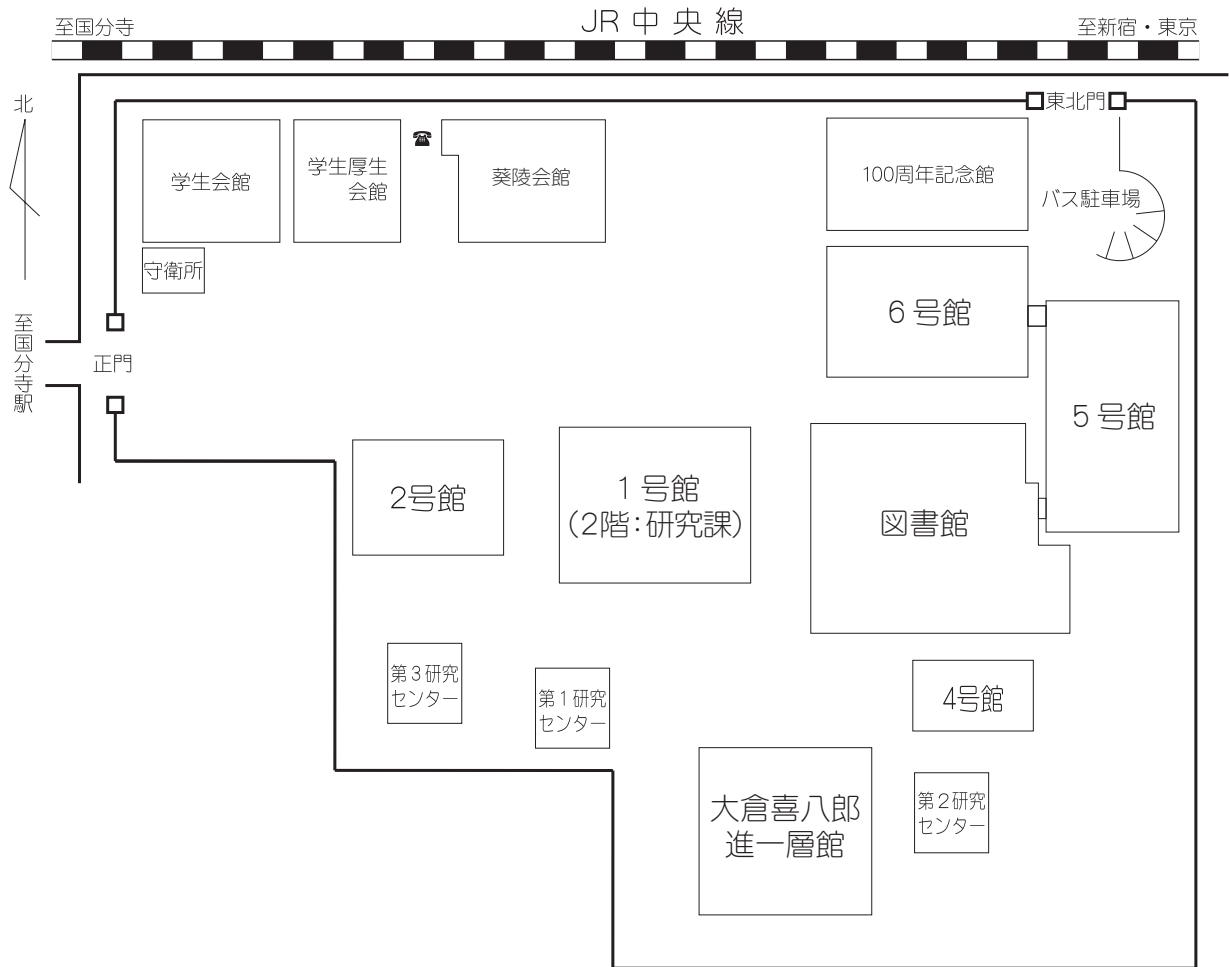 JR 中 央 線
至国分寺
至新宿・東京
北
東北門
学生会館
学生厚生
会館
葵陵会館
100周年記念館
バス駐車場
守衛所
6 号館
至国分寺駅
正門
5 号館
2号館
1 号館
(2階：研究課)
図書館
第3研究
センター
第1研究
センター
4号館
大倉喜八郎
進一層館
第2研究
センター